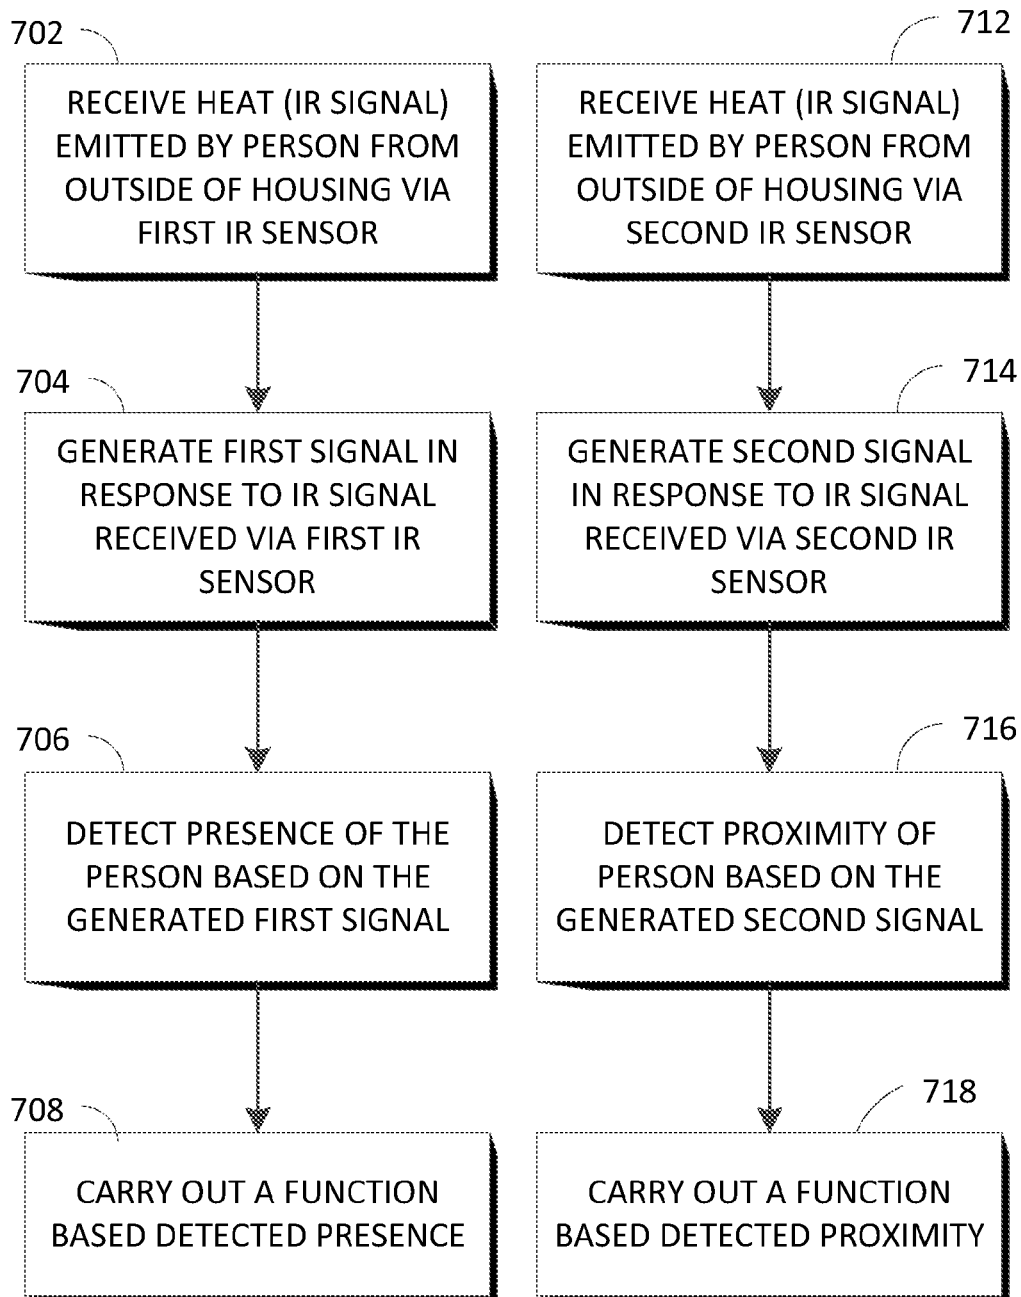 702
RECEIVE HEAT (IR SIGNAL)
EMITTED BY PERSON FROM
OUTSIDE OF HOUSING VIA
FIRST IR SENSOR
704
GENERATE FIRST SIGNAL IN
RESPONSE TO IR SIGNAL
RECEIVED VIA FIRST IR
SENSOR
706
DETECT PRESENCE OF THE
PERSON BASED ON THE
GENERATED FIRST SIGNAL
708
CARRY OUT A FUNCTION
BASED DETECTED PRESENCE
712
RECEIVE HEAT (IR SIGNAL)
EMITTED BY PERSON FROM
OUTSIDE OF HOUSING VIA
SECOND IR SENSOR
714
GENERATE SECOND SIGNAL
IN RESPONSE TO IR SIGNAL
RECEIVED VIA SECOND IR
SENSOR
716
DETECT PROXIMITY OF
PERSON BASED ON THE
GENERATED SECOND SIGNAL
718
CARRY OUT A FUNCTION
BASED DETECTED PROXIMITY